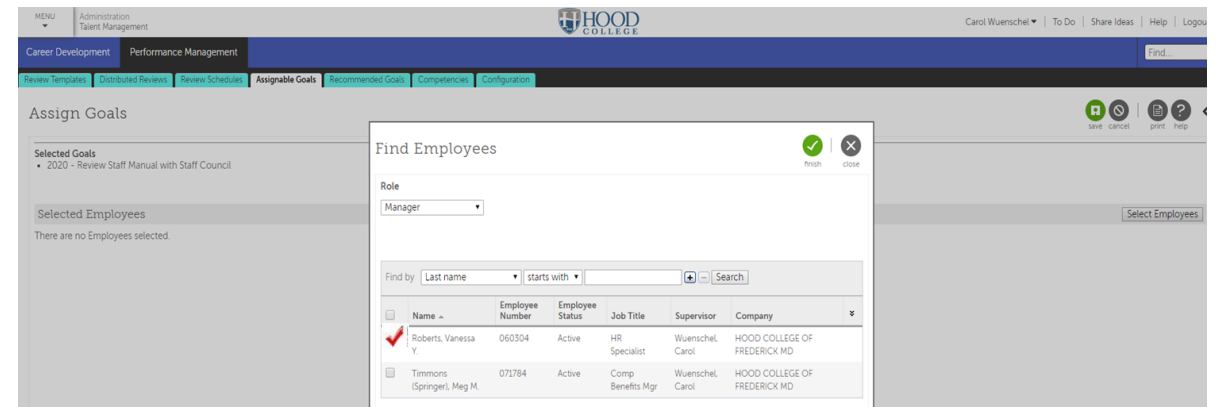 MENU
Administration
Talent Management
HOOD
COLLEGE
Carol Wuenschel ▾ | To Do | Share Ideas | Help | Logou
Career Development Performance Management
Find...
Review Templates Distributed Reviews Review Schedules Assignable Goals Recommended Goals Competencies Configuration
Assign Goals
save cancel print help
Selected Goals
• 2020 - Review Staff Manual with Staff Council
Selected Employees
Select Employees
There are no Employees selected.
Find Employees
finish close
Role
Manager
Find by Last name starts with + - Search
Name Employee Number Employee Status Job Title Supervisor Company
Roberts, Vanessa 060304 Active HR Wuenschel, HOOD COLLEGE OF
Y. Specialist Carol FREDERICK MD
Timmons 071784 Active Comp Wuenschel, HOOD COLLEGE OF
(Springer), Meg M. Benefits Mgr Carol FREDERICK MD